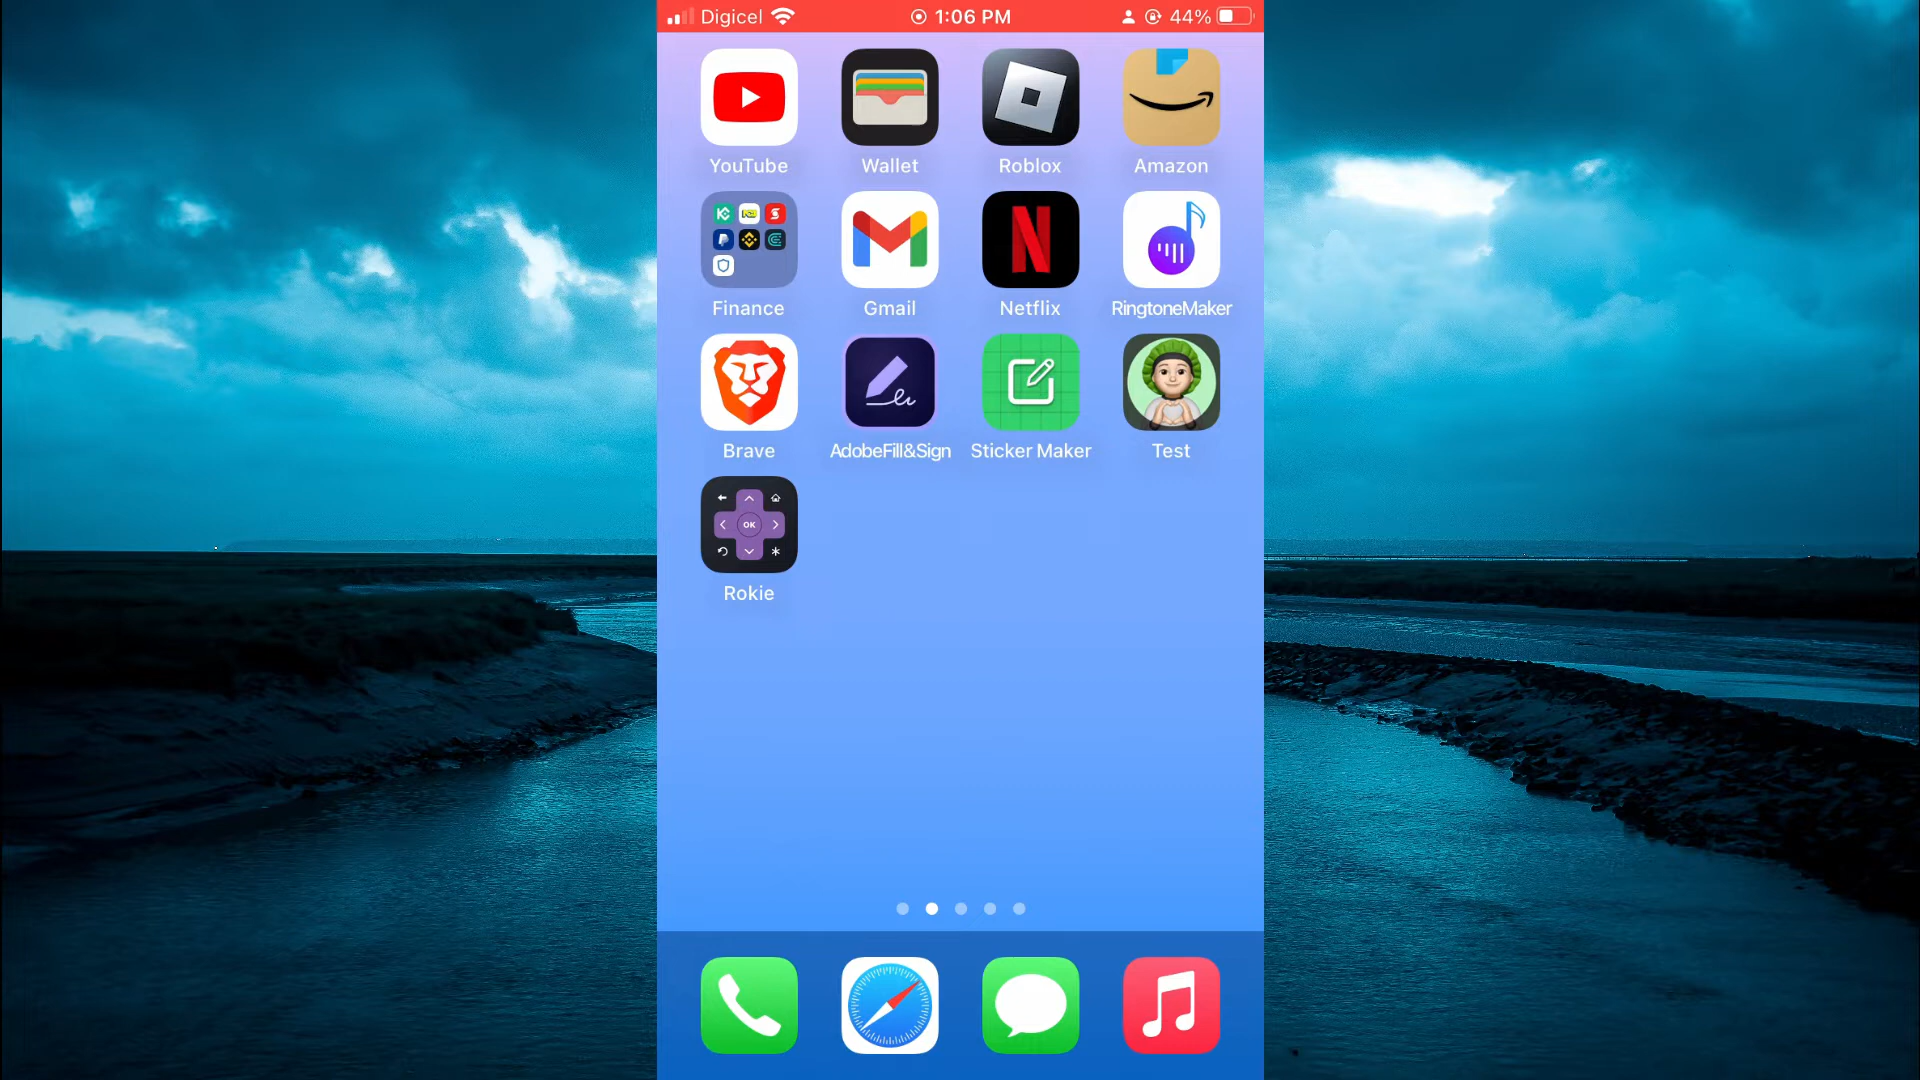 Digicel 1:06 PM 44%
YouTube Wallet Roblox Amazon
Finance Gmail Netflix RingtoneMaker
Brave AdobeFill&Sign Sticker Maker Test
OK
Rokie